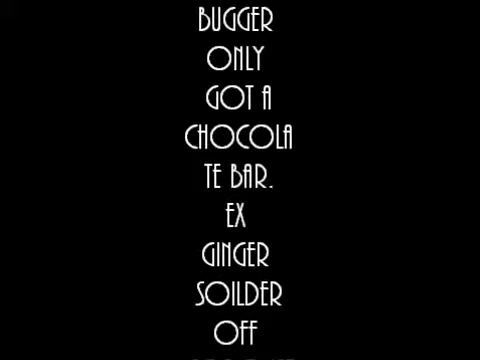 BUGGER
ONLY
GOT A
CHOCOLA
TE BAR.
EX
GINGER
SOILDER
OFF